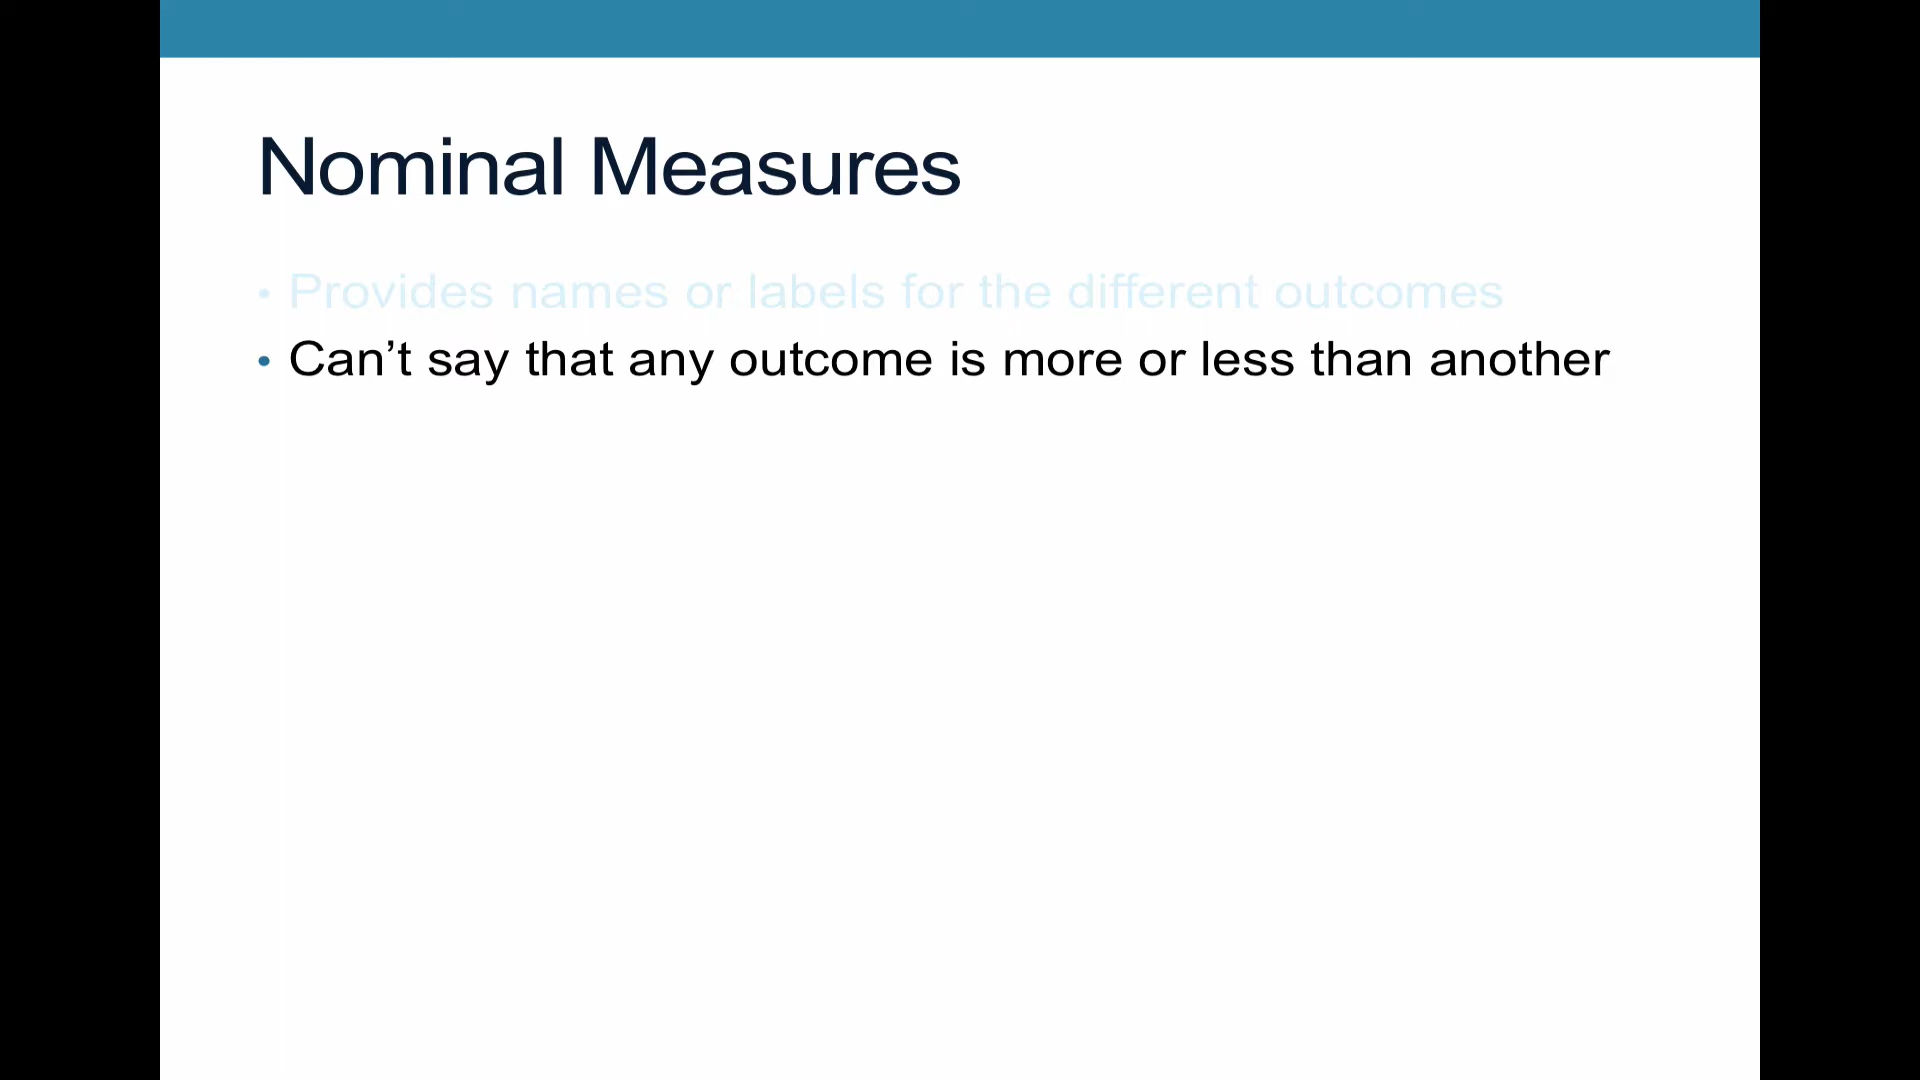 Nominal Measures
• Provides names or labels for the different outcomes
• Can’t say that any outcome is more or less than another